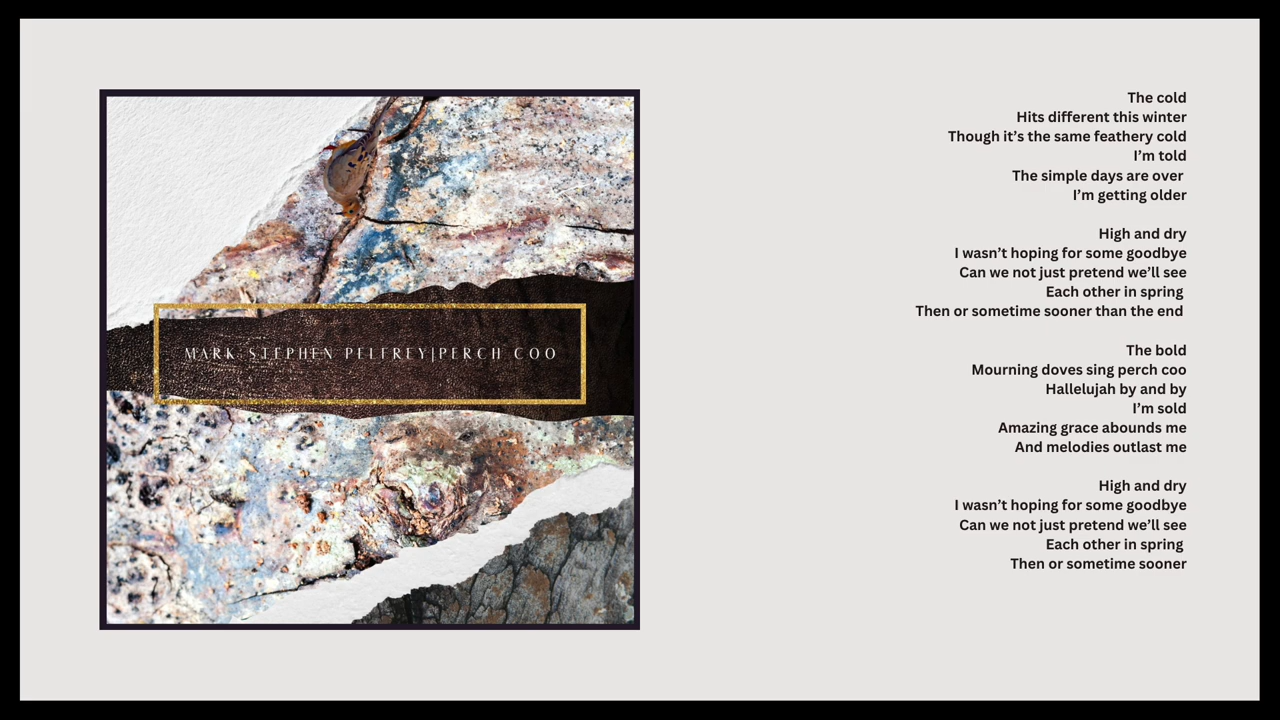 MARK STEPHEN PELFREY|PERCH COO
The cold
Hits different this winter
Though it's the same feathery cold
I'm told
The simple days are over
I'm getting older
High and dry
I wasn't hoping for some goodbye
Can we not just pretend we'll see
Each other in spring
Then or sometime sooner than the end
The bold
Mourning doves sing perch coo
Hallelujah by and by
I'm sold
Amazing grace abounds me
And melodies outlast me
High and dry
I wasn't hoping for some goodbye
Can we not just pretend we'll see
Each other in spring
Then or sometime sooner